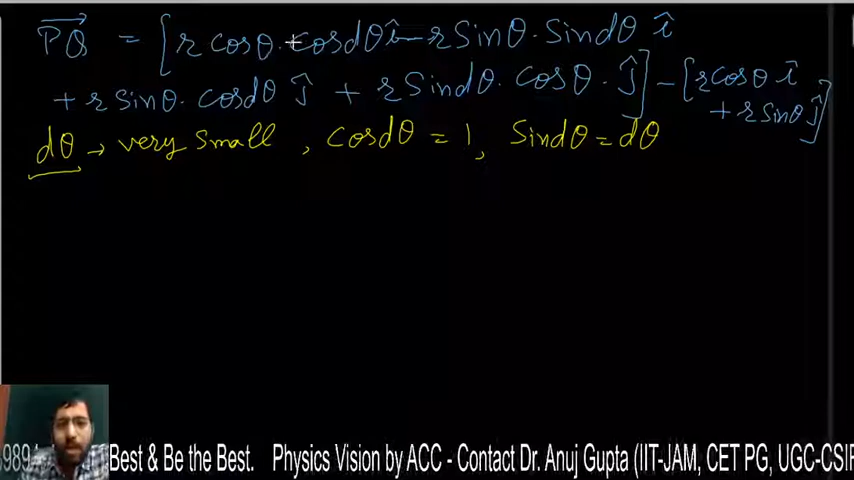 $\overrightarrow{PQ}$ = [r cosθ. cosdθ î − r Sinθ. Sindθ î
+ r sinθ. cosdθ ĵ + r Sindθ. cosθ. ĵ] − [r cosθ î
+ r sinθ ĵ]
dθ → very small , cosdθ = 1, Sindθ = dθ
Best & Be the Best. Physics Vision by ACC - Contact Dr. Anuj Gupta (IIT-JAM, CET PG, UGC-CSIR